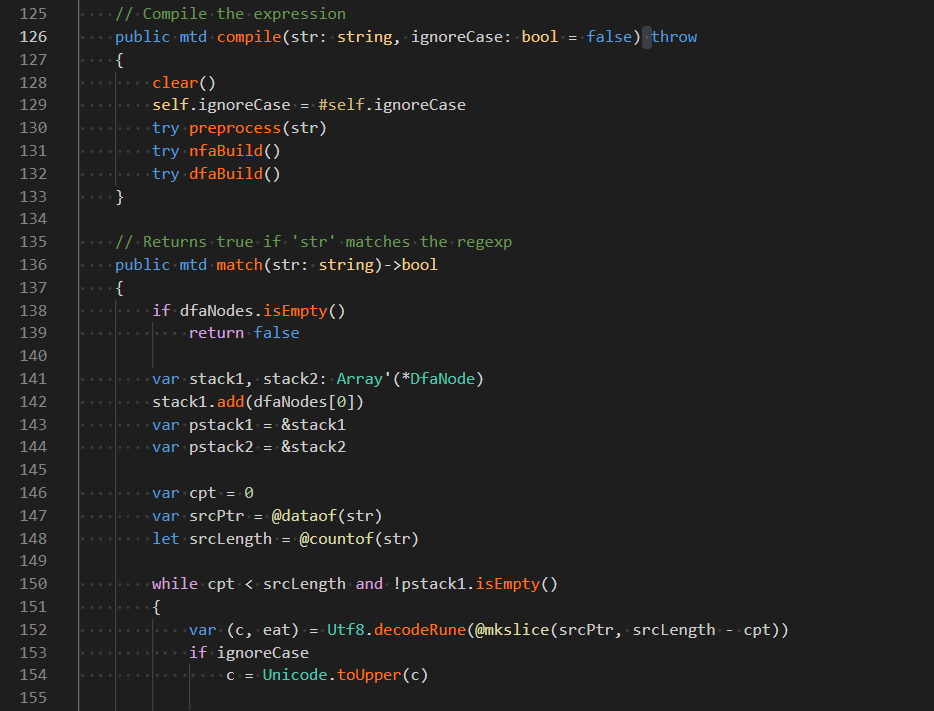 125 // Compile the expression
126 public mtd compile(str: string, ignoreCase: bool = false) throw
127 {
128 clear()
129 self.ignoreCase = #self.ignoreCase
130 try preprocess(str)
131 try nfaBuild()
132 try dfaBuild()
133 }
134
135 // Returns true if 'str' matches the regexp
136 public mtd match(str: string)->bool
137 {
138 if dfaNodes.isEmpty()
139 return false
140
141 var stack1, stack2: Array'(*DfaNode)
142 stack1.add(dfaNodes[0])
143 var pstack1 = &stack1
144 var pstack2 = &stack2
145
146 var cpt = 0
147 var srcPtr = @dataof(str)
148 let srcLength = @countof(str)
149
150 while cpt < srcLength and !pstack1.isEmpty()
151 {
152 var (c, eat) = Utf8.decodeRune(@mkslice(srcPtr, srcLength - cpt))
153 if ignoreCase
154 c = Unicode.toUpper(c)
155